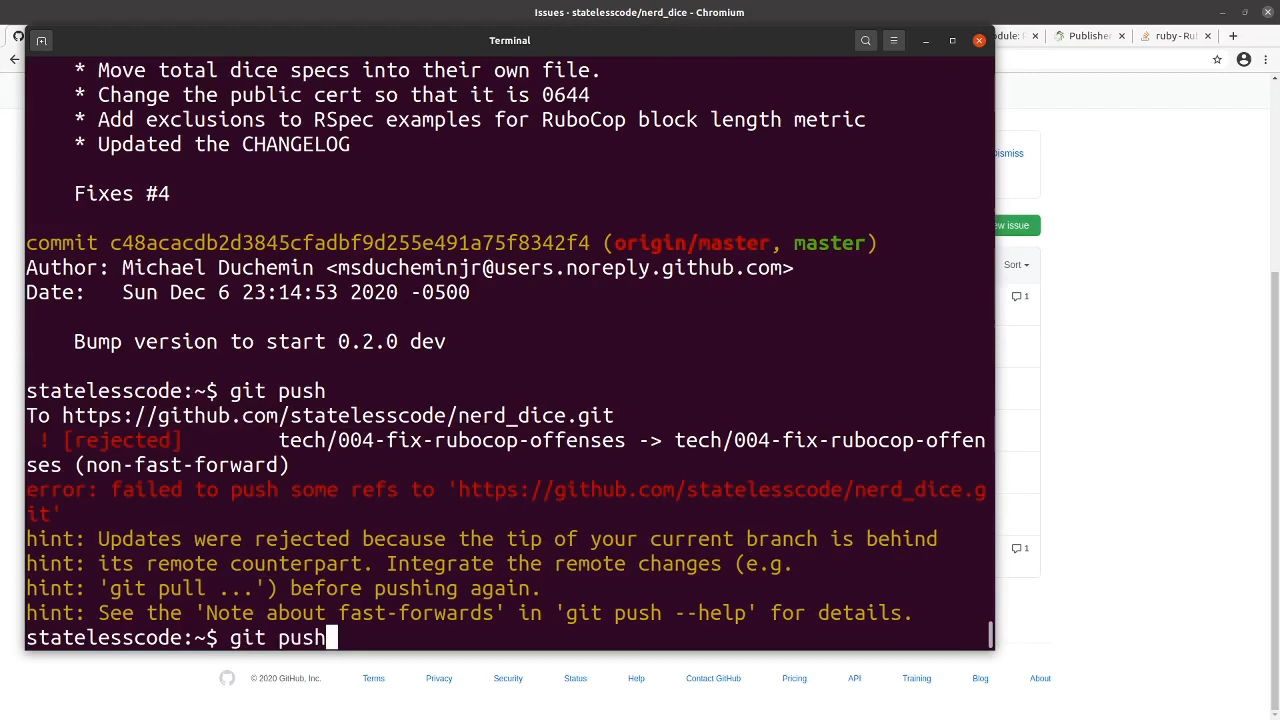 Issues · statelesscode/nerd_dice - Chromium
Terminal
odule: R
Publisher
ruby - Ru
* Move total dice specs into their own file.
* Change the public cert so that it is 0644
* Add exclusions to RSpec examples for RuboCop block length metric
* Updated the CHANGELOG
Dismiss
Fixes #4
ew issue
commit c48acacdb2d3845cfadbf9d255e491a75f8342f4 (origin/master, master)
Author: Michael Duchemin <msducheminjr@users.noreply.github.com>
Sort
Date:   Sun Dec 6 23:14:53 2020 -0500
1
Bump version to start 0.2.0 dev
statelesscode:~$ git push
To https://github.com/statelesscode/nerd_dice.git
! [rejected]        tech/004-fix-rubocop-offenses -> tech/004-fix-rubocop-offen
ses (non-fast-forward)
error: failed to push some refs to 'https://github.com/statelesscode/nerd_dice.g
it'
hint: Updates were rejected because the tip of your current branch is behind
1
hint: its remote counterpart. Integrate the remote changes (e.g.
hint: 'git pull ...') before pushing again.
hint: See the 'Note about fast-forwards' in 'git push --help' for details.
statelesscode:~$ git push
© 2020 GitHub, Inc.
Terms
Privacy
Security
Status
Help
Contact GitHub
Pricing
API
Training
Blog
About